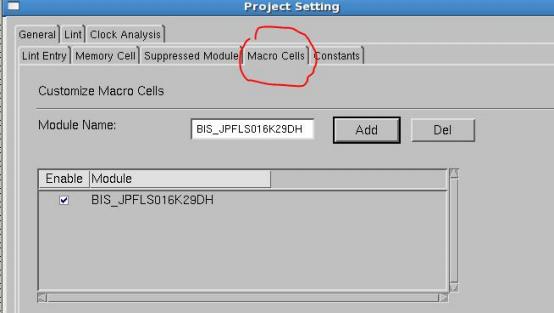 Project Setting
General Lint Clock Analysis
Lint Entry Memory Cell Suppressed Module Macro Cells Constants
Customize Macro Cells
Module Name: BIS_JPFLS016K29DH Add Del
Enable Module
BIS_JPFLS016K29DH